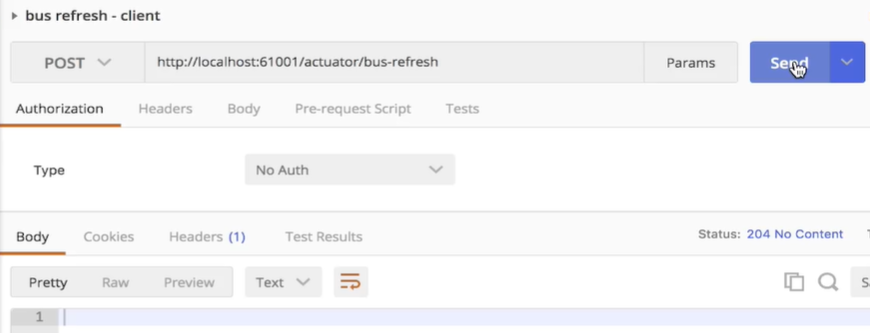 bus refresh - client
POST http://localhost:61001/actuator/bus-refresh Params Send
Authorization Headers Body Pre-request Script Tests
Type No Auth
Body Cookies Headers (1) Test Results Status: 204 No Content
Pretty Raw Preview Text
1